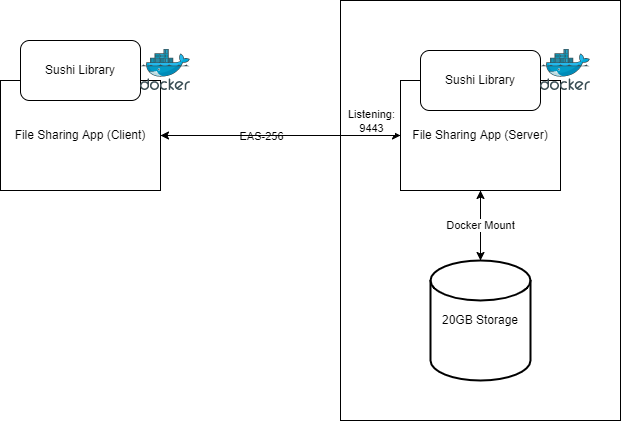 Sushi Library
docker
File Sharing App (Client)
EAS-256
Listening:
9443
Sushi Library
docker
File Sharing App (Server)
Docker Mount
20GB Storage